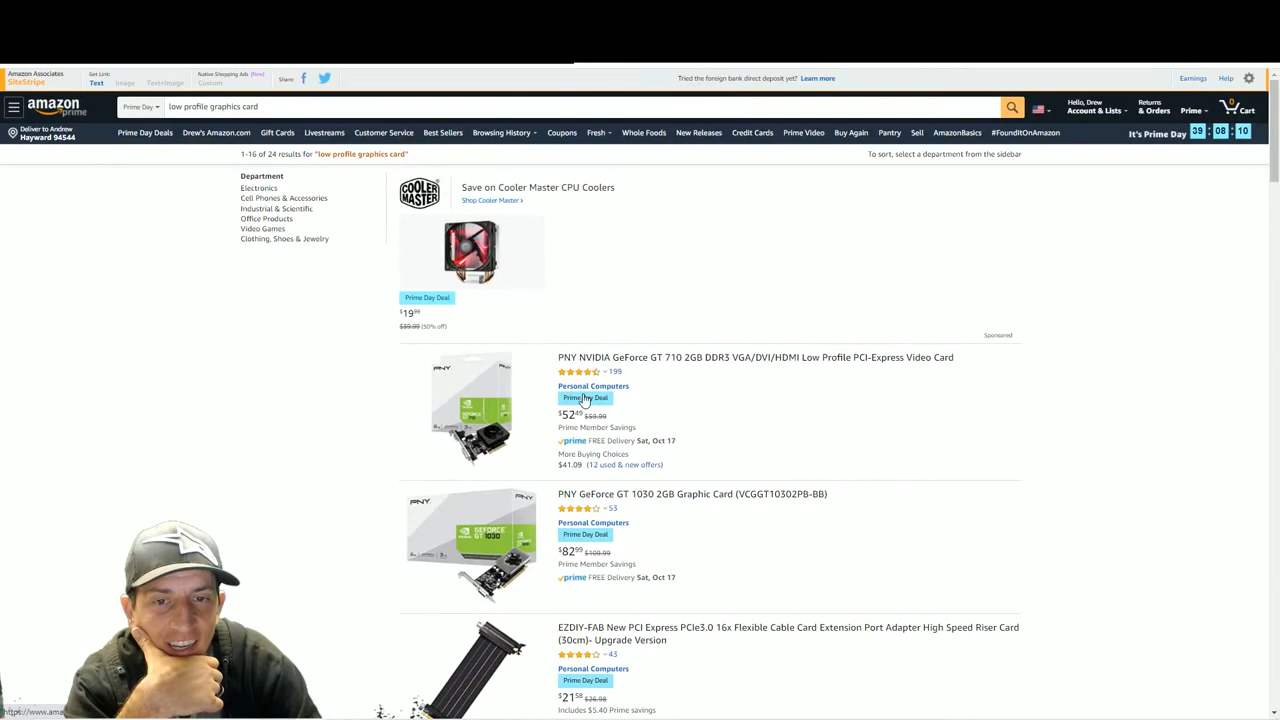 Amazon Associates
SiteStripe
Get Link:
Text
Image
Text+Image
Native Shopping Ads (New)
Custom
Share:
Tried the foreign bank direct deposit yet? Learn more
Earnings
Help
amazon
prime
Prime Day
low profile graphics card
Hello, Drew
Account & Lists
Returns
& Orders
Prime
0
Cart
Deliver to Andrew
Hayward 94544
Prime Day Deals
Drew's Amazon.com
Gift Cards
Livestreams
Customer Service
Best Sellers
Browsing History
Coupons
Fresh
Whole Foods
New Releases
Credit Cards
Prime Video
Buy Again
Pantry
Sell
AmazonBasics
#FoundItOnAmazon
It's Prime Day 39 : 08 : 10
1-16 of 24 results for "low profile graphics card"
To sort, select a department from the sidebar
Department
Electronics
Cell Phones & Accessories
Industrial & Scientific
Office Products
Video Games
Clothing, Shoes & Jewelry
COOLER
MASTER
Save on Cooler Master CPU Coolers
Shop Cooler Master ›
Prime Day Deal
$19.99
$39.99 (50% off)
Sponsored
PNY
PNY NVIDIA GeForce GT 710 2GB DDR3 VGA/DVI/HDMI Low Profile PCI-Express Video Card
199
Personal Computers
Prime Day Deal
$52.49 $59.99
Prime Member Savings
prime FREE Delivery Sat, Oct 17
More Buying Choices
$41.09 (12 used & new offers)
PNY
GEFORCE
GT 1030
PNY GeForce GT 1030 2GB Graphic Card (VCGGT10302PB-BB)
53
Personal Computers
Prime Day Deal
$82.99 $109.99
Prime Member Savings
prime FREE Delivery Sat, Oct 17
EZDIY-FAB New PCI Express PCIe3.0 16x Flexible Cable Card Extension Port Adapter High Speed Riser Card
(30cm)- Upgrade Version
43
Personal Computers
Prime Day Deal
$21.58 $26.98
Includes $5.40 Prime savings
https://www.ama